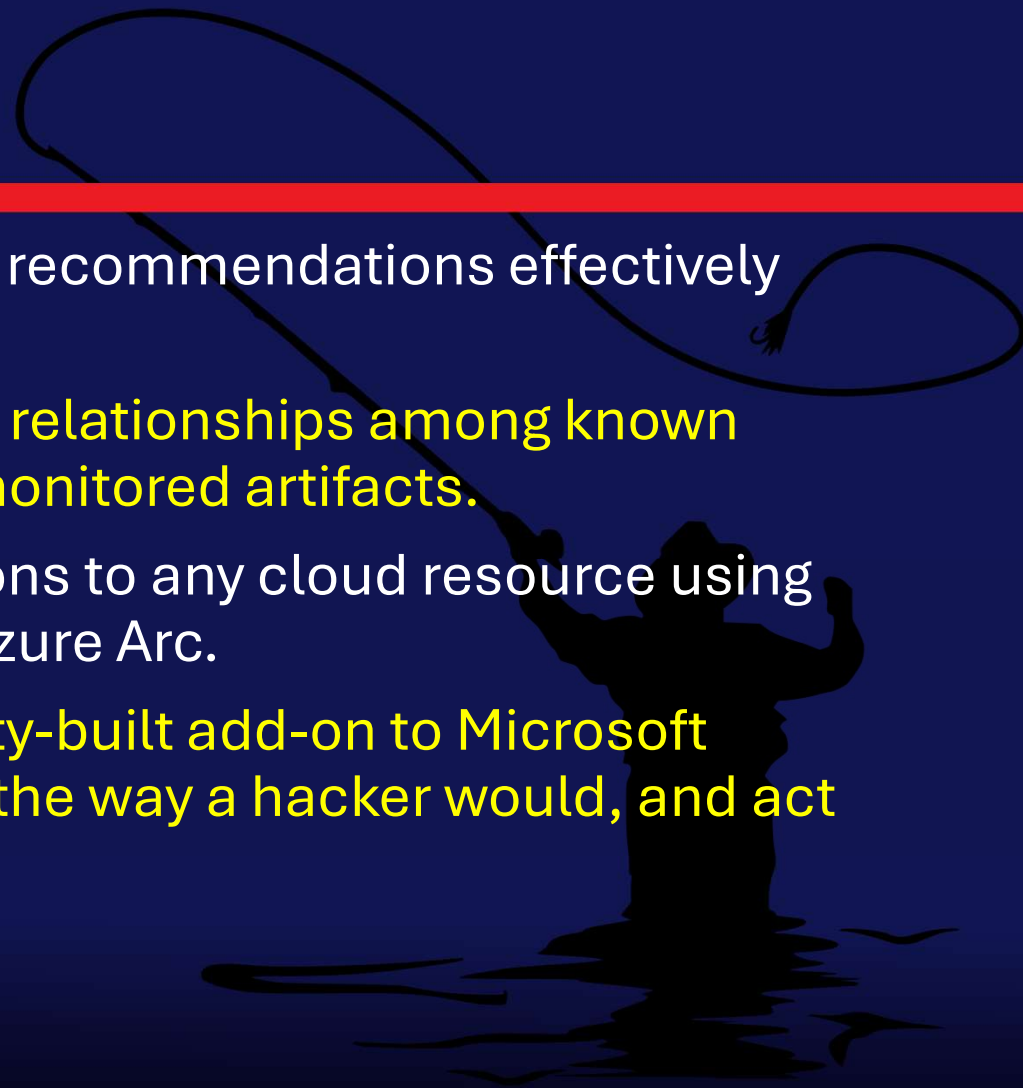 recommendations effectively
relationships among known
onitored artifacts.
ons to any cloud resource using
zure Arc.
ty-built add-on to Microsoft
the way a hacker would, and act